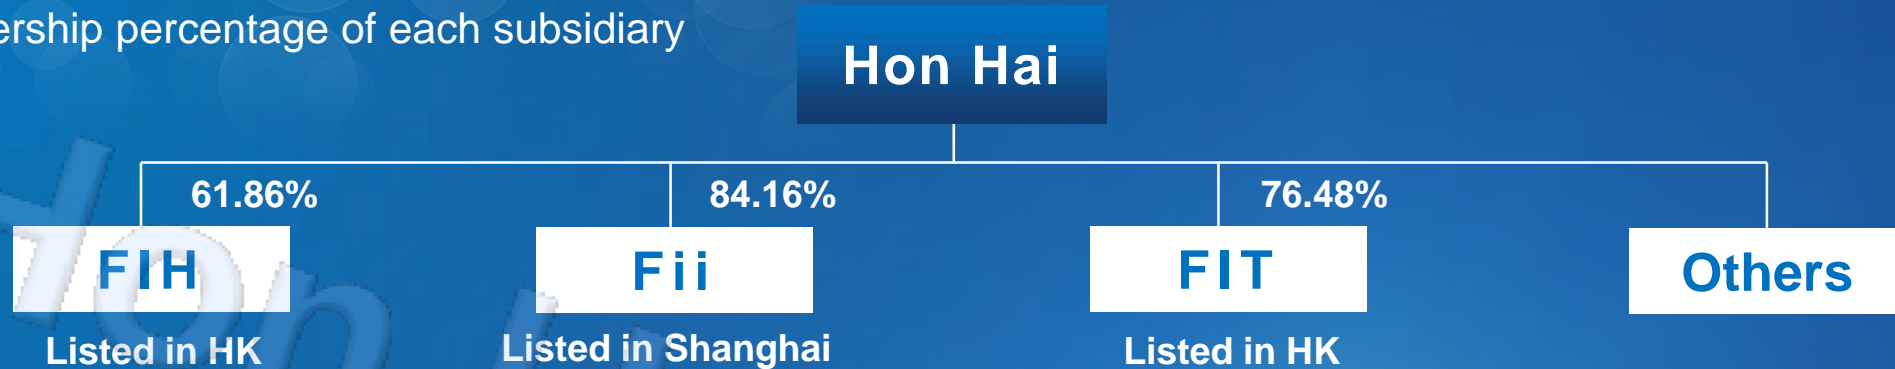 ership percentage of each subsidiary
Hon Hai
61.86% 84.16% 76.48%
FIH Fii FIT Others
Listed in HK Listed in Shanghai Listed in HK